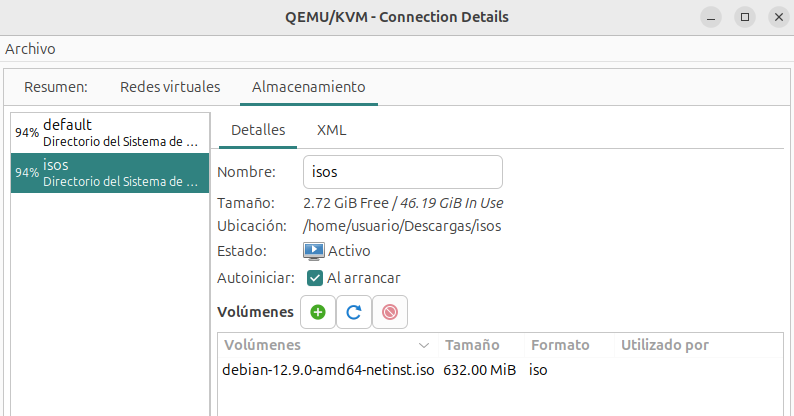 QEMU/KVM - Connection Details
Archivo
Resumen: Redes virtuales Almacenamiento
94% default
Directorio del Sistema de ...
94% isos
Directorio del Sistema de ...
Detalles XML
Nombre: isos
Tamaño: 2.72 GiB Free / 46.19 GiB In Use
Ubicación: /home/usuario/Descargas/isos
Estado: Activo
Autoiniciar: Al arrancar
Volúmenes
Volúmenes Tamaño Formato Utilizado por
debian-12.9.0-amd64-netinst.iso 632.00 MiB iso